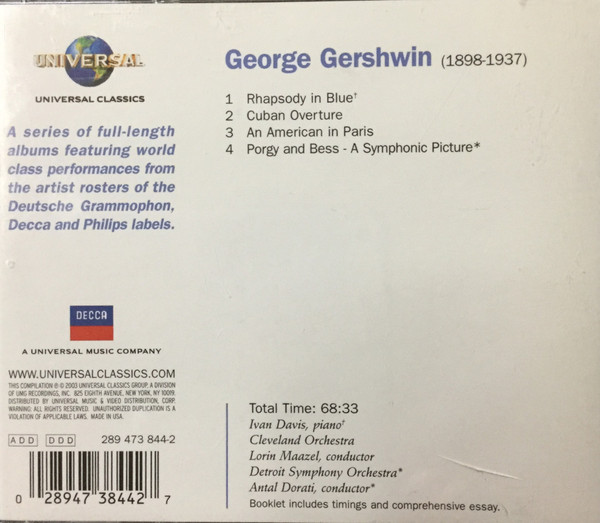 UNIVERSAL
UNIVERSAL CLASSICS
A series of full-length
albums featuring world
class performances from
the artist rosters of the
Deutsche Grammophon,
Decca and Philips labels.
DECCA
A UNIVERSAL MUSIC COMPANY
WWW.UNIVERSALCLASSICS.COM
THIS COMPILATION ℗ © 2003 UNIVERSAL CLASSICS GROUP, A DIVISION
OF UMG RECORDINGS, INC. 825 EIGHTH AVENUE, NEW YORK, NY 10019.
DISTRIBUTED BY UNIVERSAL MUSIC & VIDEO DISTRIBUTION, CORP.
WARNING: ALL RIGHTS RESERVED. UNAUTHORIZED DUPLICATION IS A
VIOLATION OF APPLICABLE LAWS. MADE IN USA.
ADD DDD 289 473 844-2
0 28947 38442 7
George Gershwin (1898-1937)
1 Rhapsody in Blue†
2 Cuban Overture
3 An American in Paris
4 Porgy and Bess - A Symphonic Picture*
Total Time: 68:33
Ivan Davis, piano†
Cleveland Orchestra
Lorin Maazel, conductor
Detroit Symphony Orchestra*
Antal Dorati, conductor*
Booklet includes timings and comprehensive essay.